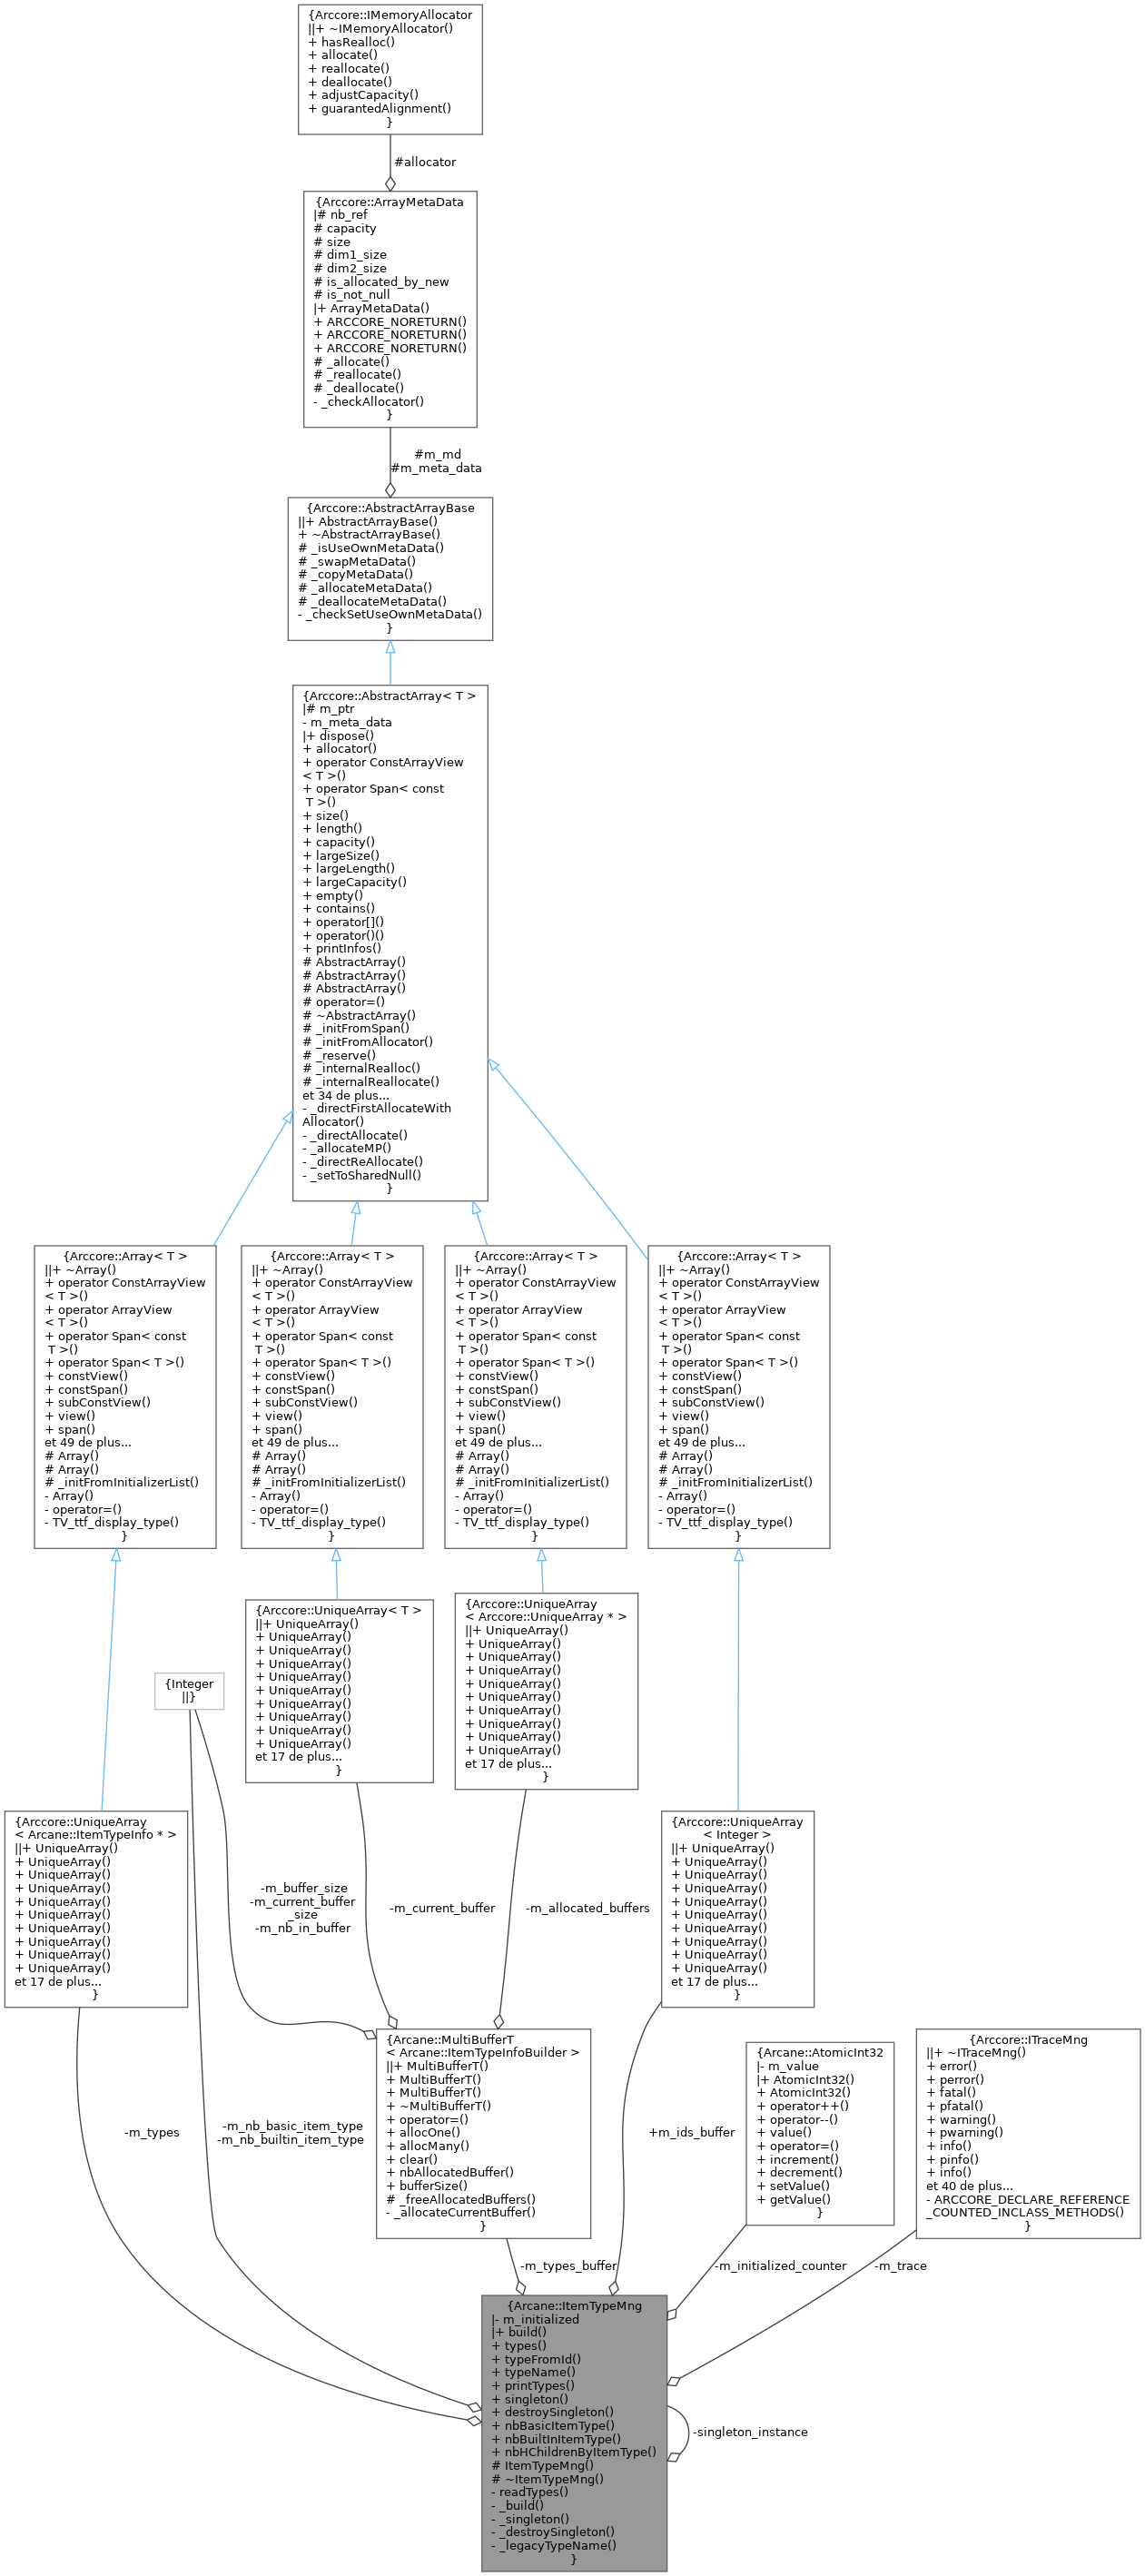 {Arccore::IMemoryAllocator
||+ ~IMemoryAllocator()
+ hasRealloc()
+ allocate()
+ reallocate()
+ deallocate()
+ adjustCapacity()
+ guarantedAlignment()
}
#allocator
{Arccore::ArrayMetaData
|# nb_ref
# capacity
# size
# dim1_size
# dim2_size
# is_allocated_by_new
# is_not_null
|+ ArrayMetaData()
+ ARCCORE_NORETURN()
+ ARCCORE_NORETURN()
+ ARCCORE_NORETURN()
# _allocate()
# _reallocate()
# _deallocate()
- _checkAllocator()
}
#m_md
#m_meta_data
{Arccore::AbstractArrayBase
||+ AbstractArrayBase()
+ ~AbstractArrayBase()
# _isUseOwnMetaData()
# _swapMetaData()
# _copyMetaData()
# _allocateMetaData()
# _deallocateMetaData()
- _checkSetUseOwnMetaData()
}
{Arccore::AbstractArray< T >
|# m_ptr
- m_meta_data
|+ dispose()
+ allocator()
+ operator ConstArrayView
< T >()
+ operator Span< const
T >()
+ size()
+ length()
+ capacity()
+ largeSize()
+ largeLength()
+ largeCapacity()
+ empty()
+ contains()
+ operator[]()
+ operator()()
+ printInfos()
# AbstractArray()
# AbstractArray()
# AbstractArray()
# operator=()
# ~AbstractArray()
# _initFromSpan()
# _initFromAllocator()
# _reserve()
# _internalRealloc()
# _internalReallocate()
et 34 de plus...
- _directFirstAllocateWith
Allocator()
- _directAllocate()
- _allocateMP()
- _directReAllocate()
- _setToSharedNull()
}
{Arccore::Array< T >
||+ ~Array()
+ operator ConstArrayView
< T >()
+ operator ArrayView
< T >()
+ operator Span< const
T >()
+ operator Span< T >()
+ constView()
+ constSpan()
+ subConstView()
+ view()
+ span()
et 49 de plus...
# Array()
# Array()
# _initFromInitializerList()
- Array()
- operator=()
- TV_ttf_display_type()
}
{Arccore::Array< T >
||+ ~Array()
+ operator ConstArrayView
< T >()
+ operator ArrayView
< T >()
+ operator Span< const
T >()
+ operator Span< T >()
+ constView()
+ constSpan()
+ subConstView()
+ view()
+ span()
et 49 de plus...
# Array()
# Array()
# _initFromInitializerList()
- Array()
- operator=()
- TV_ttf_display_type()
}
{Arccore::Array< T >
||+ ~Array()
+ operator ConstArrayView
< T >()
+ operator ArrayView
< T >()
+ operator Span< const
T >()
+ operator Span< T >()
+ constView()
+ constSpan()
+ subConstView()
+ view()
+ span()
et 49 de plus...
# Array()
# Array()
# _initFromInitializerList()
- Array()
- operator=()
- TV_ttf_display_type()
}
{Arccore::Array< T >
||+ ~Array()
+ operator ConstArrayView
< T >()
+ operator ArrayView
< T >()
+ operator Span< const
T >()
+ operator Span< T >()
+ constView()
+ constSpan()
+ subConstView()
+ view()
+ span()
et 49 de plus...
# Array()
# Array()
# _initFromInitializerList()
- Array()
- operator=()
- TV_ttf_display_type()
}
{Integer
||}
{Arccore::UniqueArray< T >
||+ UniqueArray()
+ UniqueArray()
+ UniqueArray()
+ UniqueArray()
+ UniqueArray()
+ UniqueArray()
+ UniqueArray()
+ UniqueArray()
+ UniqueArray()
+ UniqueArray()
et 17 de plus...
}
{Arccore::UniqueArray
< Arccore::UniqueArray * >
||+ UniqueArray()
+ UniqueArray()
+ UniqueArray()
+ UniqueArray()
+ UniqueArray()
+ UniqueArray()
+ UniqueArray()
+ UniqueArray()
+ UniqueArray()
+ UniqueArray()
et 17 de plus...
}
{Arccore::UniqueArray
< Arcane::ItemTypeInfo * >
||+ UniqueArray()
+ UniqueArray()
+ UniqueArray()
+ UniqueArray()
+ UniqueArray()
+ UniqueArray()
+ UniqueArray()
+ UniqueArray()
+ UniqueArray()
+ UniqueArray()
et 17 de plus...
}
{Arccore::UniqueArray
< Integer >
||+ UniqueArray()
+ UniqueArray()
+ UniqueArray()
+ UniqueArray()
+ UniqueArray()
+ UniqueArray()
+ UniqueArray()
+ UniqueArray()
+ UniqueArray()
+ UniqueArray()
et 17 de plus...
}
-m_buffer_size
-m_current_buffer
_size
-m_nb_in_buffer
-m_current_buffer
-m_allocated_buffers
{Arcane::MultiBufferT
< Arcane::ItemTypeInfoBuilder >
||+ MultiBufferT()
+ MultiBufferT()
+ MultiBufferT()
+ ~MultiBufferT()
+ operator=()
+ allocOne()
+ allocMany()
+ clear()
+ nbAllocatedBuffer()
+ bufferSize()
# _freeAllocatedBuffers()
- _allocateCurrentBuffer()
}
{Arcane::AtomicInt32
|- m_value
|+ AtomicInt32()
+ AtomicInt32()
+ operator++()
+ operator--()
+ value()
+ operator=()
+ increment()
+ decrement()
+ setValue()
+ getValue()
}
{Arccore::ITraceMng
||+ ~ITraceMng()
+ error()
+ perror()
+ fatal()
+ pfatal()
+ warning()
+ pwarning()
+ info()
+ pinfo()
+ info()
et 40 de plus...
- ARCCORE_DECLARE_REFERENCE
_COUNTED_INCLASS_METHODS()
}
-m_types
-m_nb_basic_item_type
-m_nb_builtin_item_type
+m_ids_buffer
-m_types_buffer
-m_initialized_counter
-m_trace
{Arcane::ItemTypeMng
|- m_initialized
|+ build()
+ types()
+ typeFromId()
+ typeName()
+ printTypes()
+ singleton()
+ destroySingleton()
+ nbBasicItemType()
+ nbBuiltInItemType()
+ nbHChildrenByItemType()
# ItemTypeMng()
# ~ItemTypeMng()
- readTypes()
- _build()
- _singleton()
- _destroySingleton()
- _legacyTypeName()
}
-singleton_instance